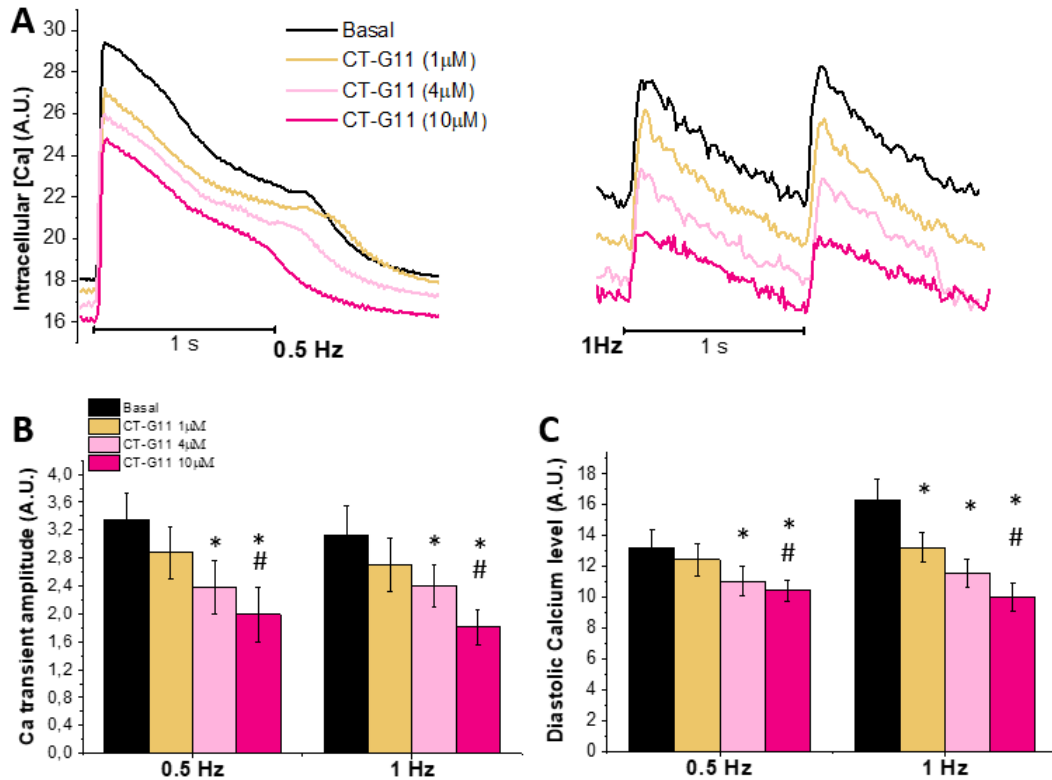 A
Intracellular [Ca] (A.U.)
30
28
26
24
22
20
18
16
Basal
CT-G11 (1μM)
CT-G11 (4μM)
CT-G11 (10μM)
1 s
0.5 Hz
1Hz
1 s
B
Basal
CT-G11 1μM
CT-G11 4μM
CT-G11 10μM
Ca transient amplitude (A.U.)
4,0
3,6
3,2
2,8
2,4
2,0
1,6
1,2
0,8
0,4
0,0
*
*
#
*
*
#
0.5 Hz
1 Hz
C
Diastolic Calcium level (A.U.)
18
16
14
12
10
8
6
4
2
0
*
*
#
*
*
*
#
0.5 Hz
1 Hz